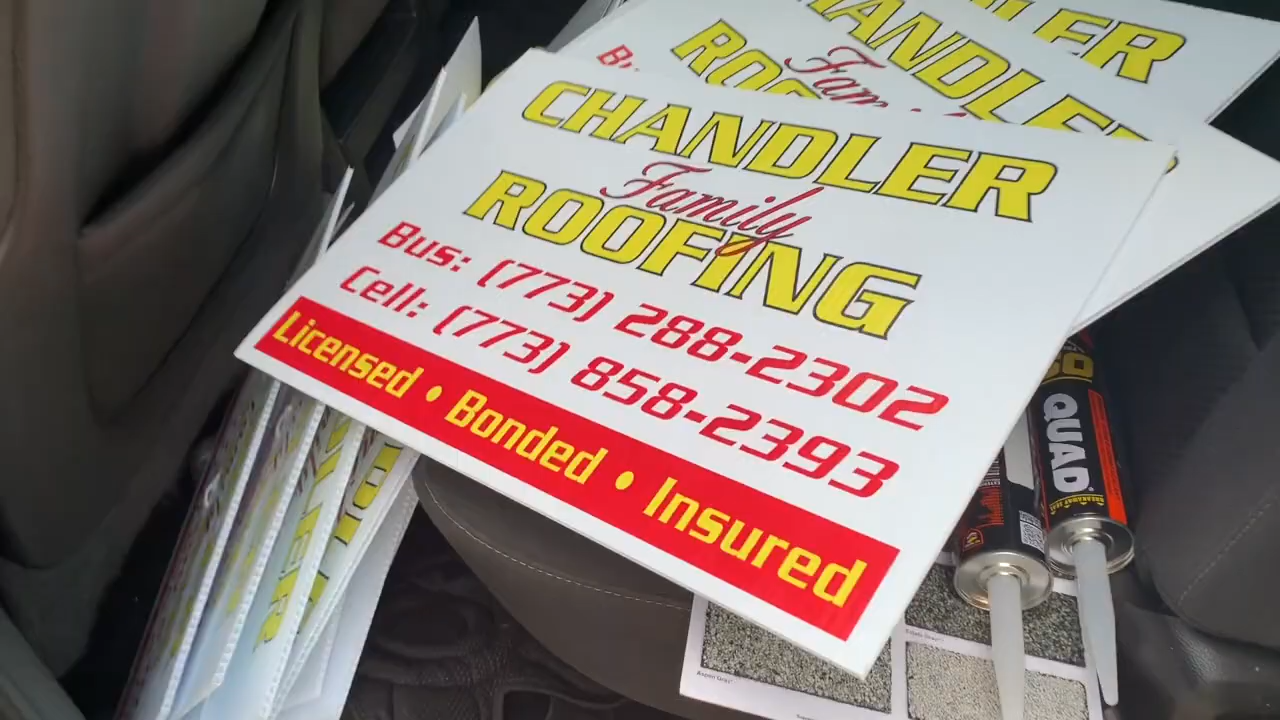 CHANDLER
Family
ROOFING
Bus: (773) 288-2302
Cell: (773) 858-2393
Licensed • Bonded • Insured
QUAD